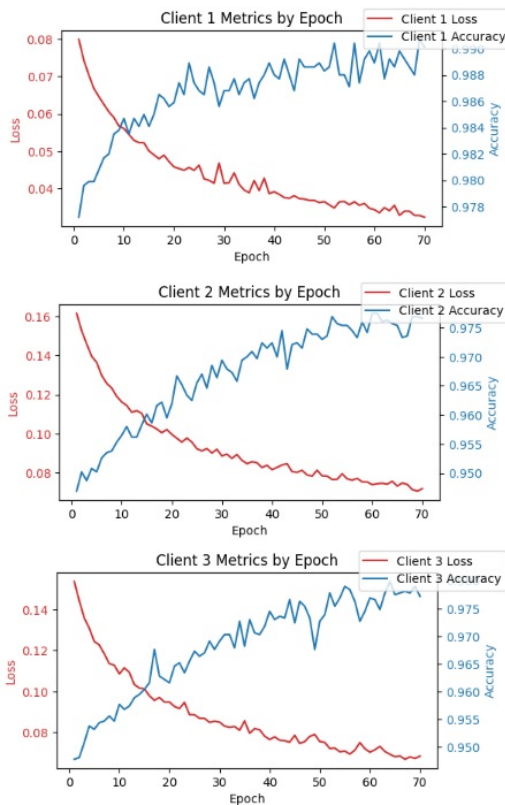 Client 1 Metrics by Epoch
Client 1 Loss
Client 1 Accuracy
0.08
0.07
0.06
0.05
0.04
Loss
0.990
0.988
0.986
0.984
0.982
0.980
0.978
Accuracy
0 10 20 30 40 50 60 70
Epoch
Client 2 Metrics by Epoch
Client 2 Loss
Client 2 Accuracy
0.16
0.14
0.12
0.10
0.08
Loss
0.975
0.970
0.965
0.960
0.955
0.950
Accuracy
0 10 20 30 40 50 60 70
Epoch
Client 3 Metrics by Epoch
Client 3 Loss
Client 3 Accuracy
0.14
0.12
0.10
0.08
Loss
0.975
0.970
0.965
0.960
0.955
0.950
Accuracy
0 10 20 30 40 50 60 70
Epoch